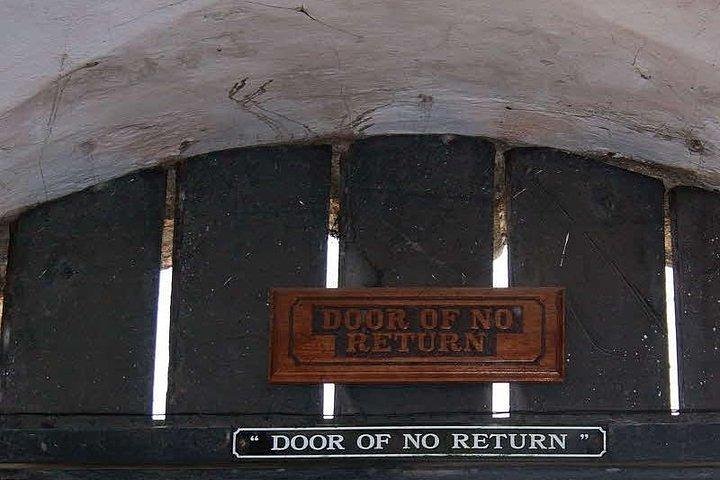 DOOR OF NO
RETURN
“ DOOR OF NO RETURN ”